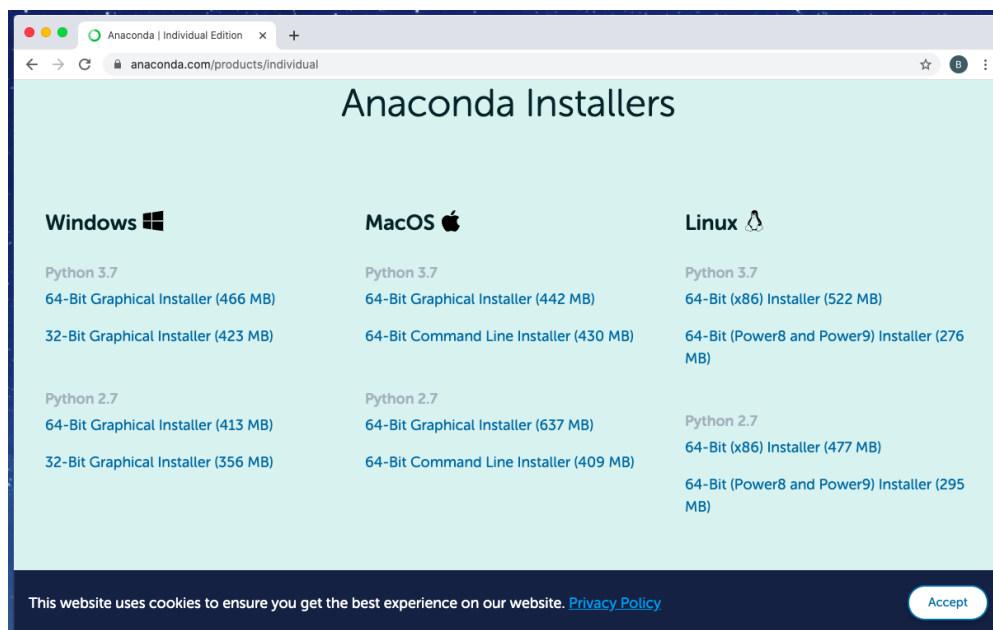 Anaconda | Individual Edition
anaconda.com/products/individual
B
Anaconda Installers
Windows
Python 3.7
64-Bit Graphical Installer (466 MB)
32-Bit Graphical Installer (423 MB)
Python 2.7
64-Bit Graphical Installer (413 MB)
32-Bit Graphical Installer (356 MB)
MacOS
Python 3.7
64-Bit Graphical Installer (442 MB)
64-Bit Command Line Installer (430 MB)
Python 2.7
64-Bit Graphical Installer (637 MB)
64-Bit Command Line Installer (409 MB)
Linux
Python 3.7
64-Bit (x86) Installer (522 MB)
64-Bit (Power8 and Power9) Installer (276
MB)
Python 2.7
64-Bit (x86) Installer (477 MB)
64-Bit (Power8 and Power9) Installer (295
MB)
This website uses cookies to ensure you get the best experience on our website. Privacy Policy
Accept